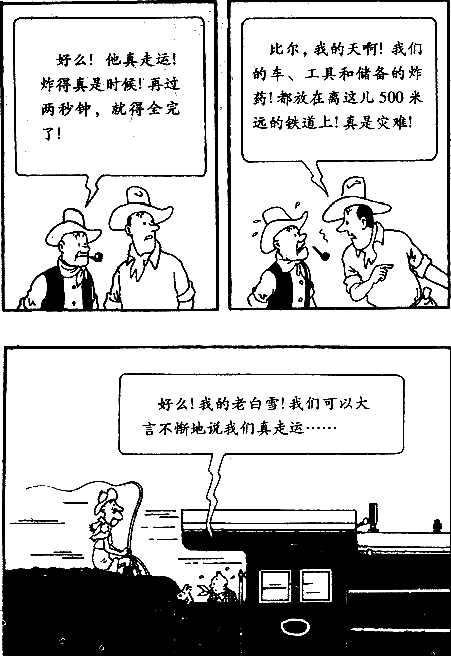 好么！他真走运！
炸得真是时候！再过
两秒钟，就得全完
了！
比尔，我的天啊！我们
的车、工具和储备的炸
药！都放在离这儿 500 米
远的铁道上！真是灾难！
好么！我的老白雪！我们可以大
言不惭地说我们真走运……